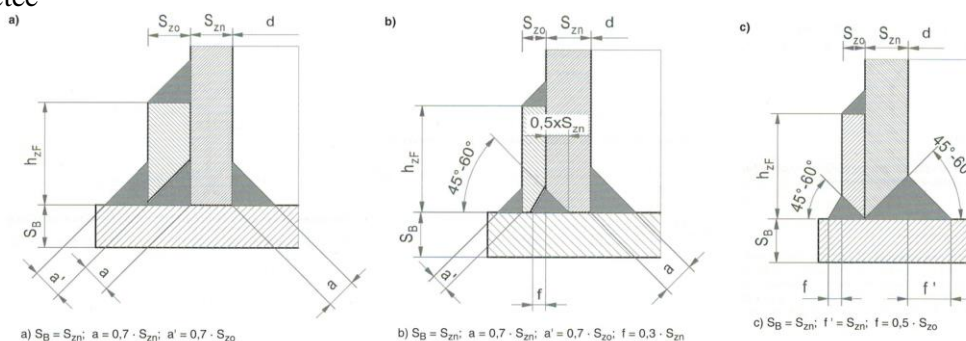 a)
S_zo S_zn d
h_zF
S_B
a'
a
a
a) S_B = S_zn; a = 0,7 · S_zn; a' = 0,7 · S_zo
b)
S_zo S_zn d
0,5xS_zn
45°-60°
h_zF
S_B
a'
f
a
b) S_B = S_zn; a = 0,7 · S_zn; a' = 0,7 · S_zo; f = 0,3 · S_zn
c)
S_zo S_zn d
h_zF
45°-60°
45°-60
S_B
f
f '
c) S_B = S_zn; f ' = S_zn; f = 0,5 · S_zo